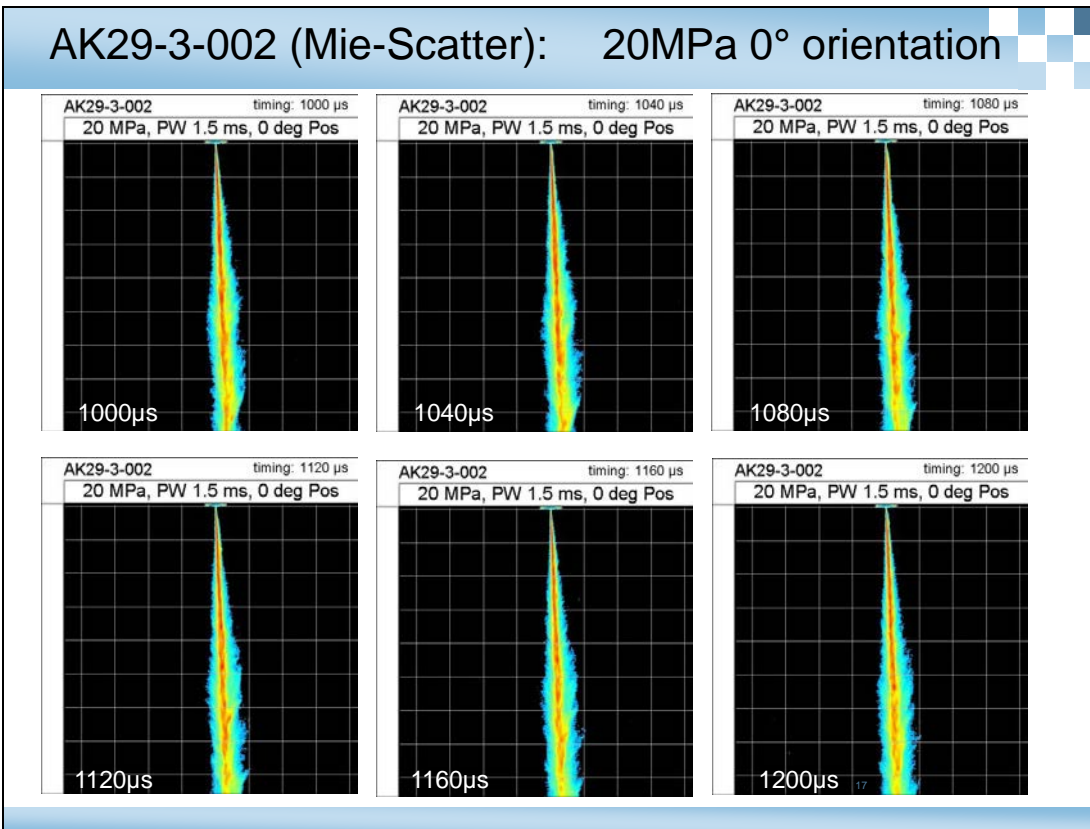 AK29-3-002 (Mie-Scatter): 20MPa 0° orientation
AK29-3-002 timing: 1000 µs
20 MPa, PW 1.5 ms, 0 deg Pos
1000µs
AK29-3-002 timing: 1040 µs
20 MPa, PW 1.5 ms, 0 deg Pos
1040µs
AK29-3-002 timing: 1080 µs
20 MPa, PW 1.5 ms, 0 deg Pos
1080µs
AK29-3-002 timing: 1120 µs
20 MPa, PW 1.5 ms, 0 deg Pos
1120µs
AK29-3-002 timing: 1160 µs
20 MPa, PW 1.5 ms, 0 deg Pos
1160µs
AK29-3-002 timing: 1200 µs
20 MPa, PW 1.5 ms, 0 deg Pos
1200µs
17